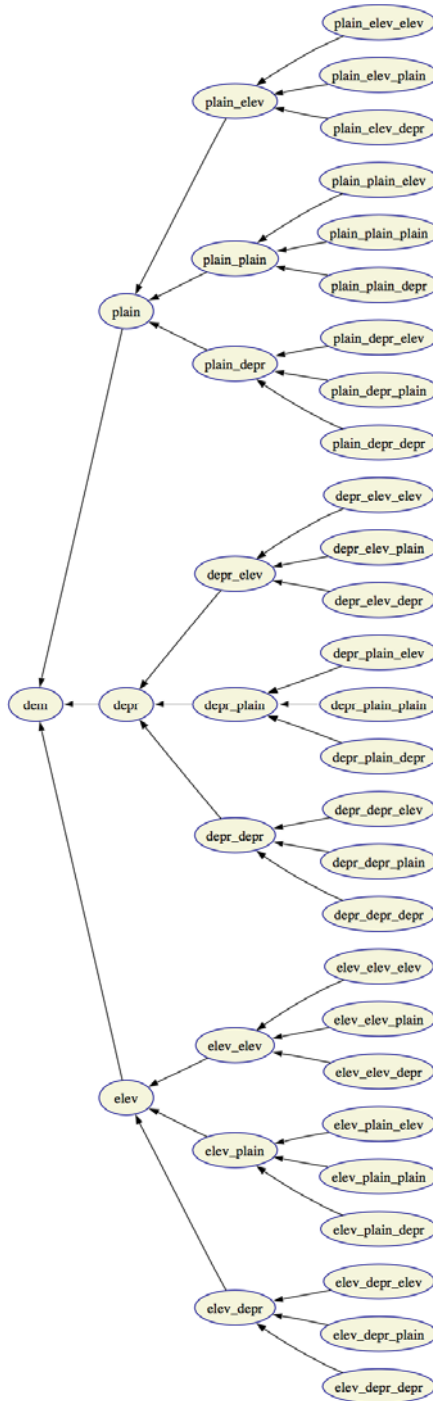 plain_elev_elev
plain_elev_plain
plain_elev
plain_elev_depr
plain_plain_elev
plain_plain_plain
plain_plain
plain_plain_depr
plain
plain_depr_elev
plain_depr
plain_depr_plain
plain_depr_depr
depr_elev_elev
depr_elev_plain
depr_elev
depr_elev_depr
depr_plain_elev
dem
depr
depr_plain
depr_plain_plain
depr_plain_depr
depr_depr_elev
depr_depr
depr_depr_plain
depr_depr_depr
elev_elev_elev
elev_elev_plain
elev_elev
elev_elev_depr
elev
elev_plain_elev
elev_plain
elev_plain_plain
elev_plain_depr
elev_depr_elev
elev_depr
elev_depr_plain
elev_depr_depr